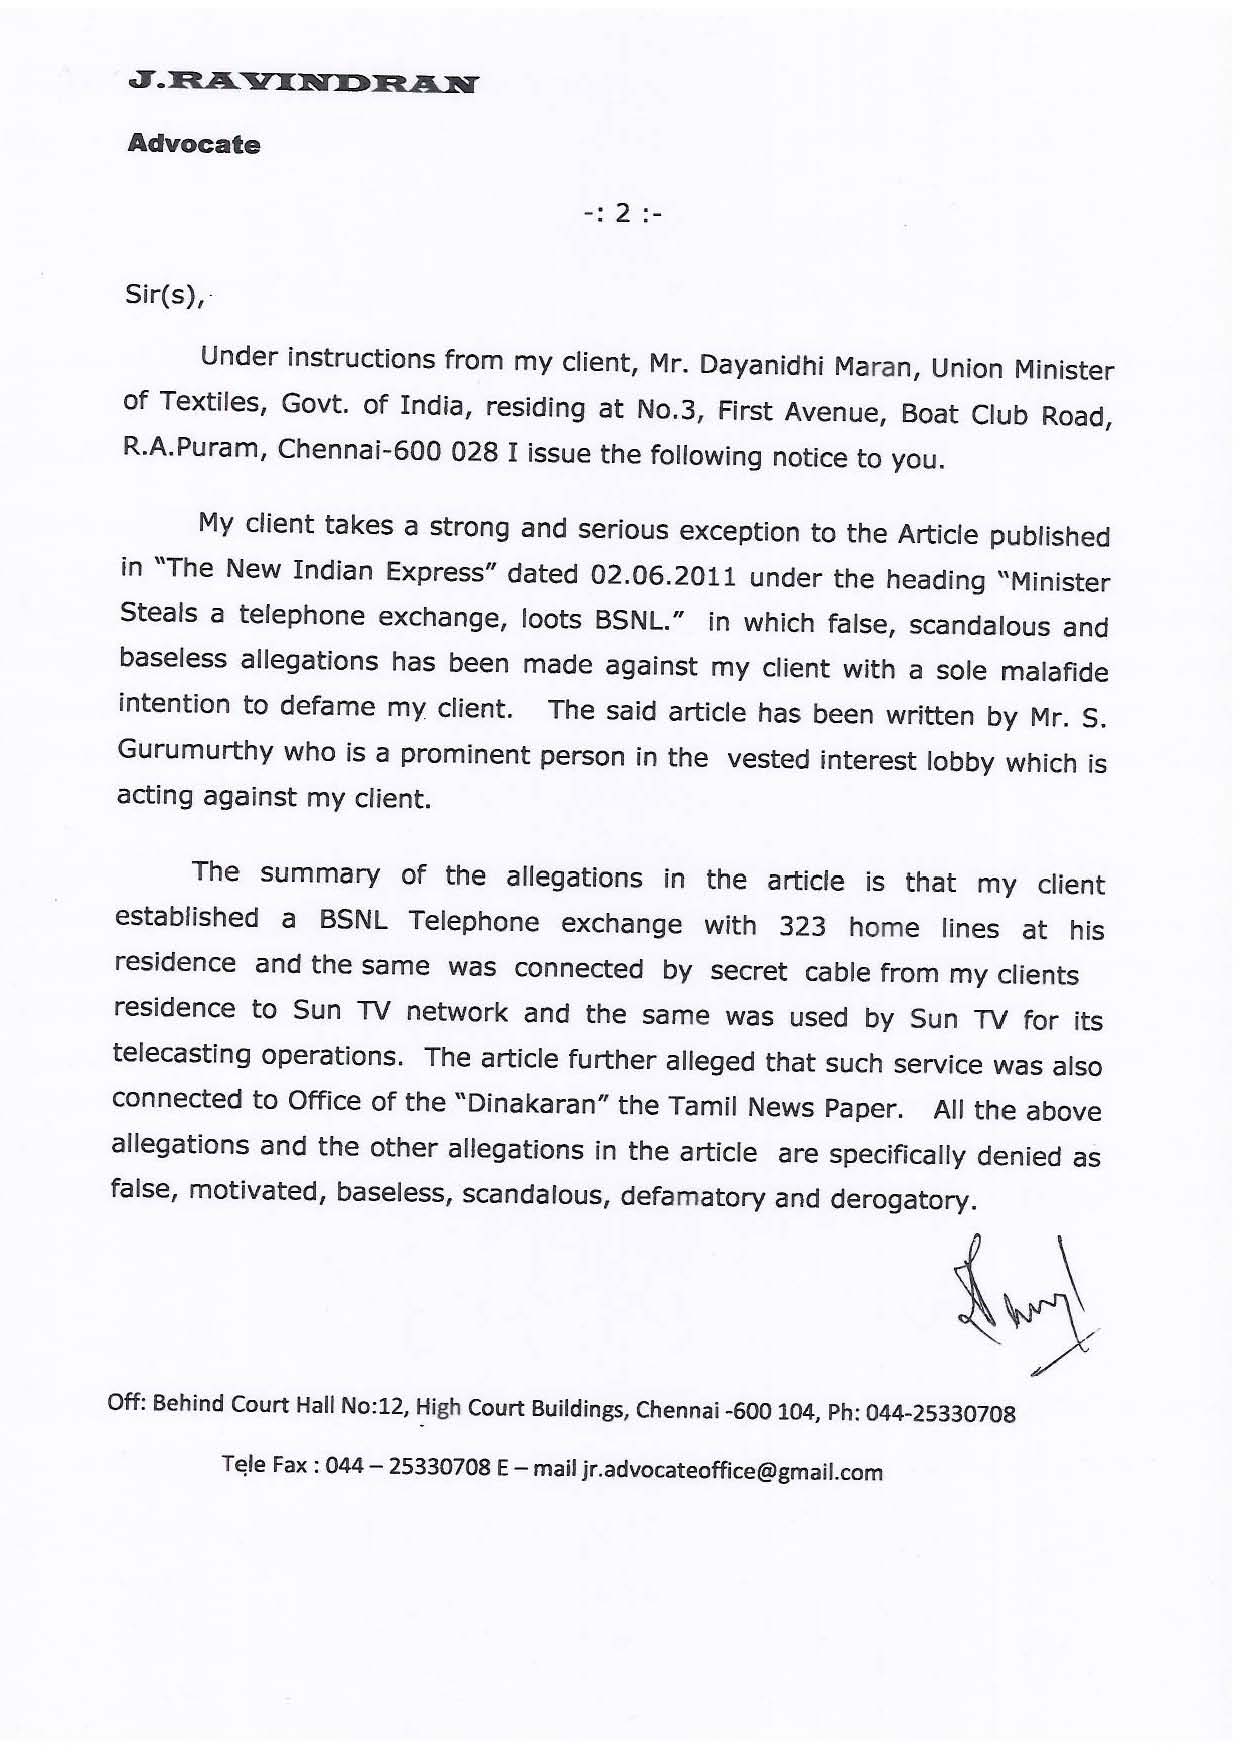 J.RAVINDRAN
Advocate
-: 2 :-
Sir(s),
Under instructions from my client, Mr. Dayanidhi Maran, Union Minister
of Textiles, Govt. of India, residing at No.3, First Avenue, Boat Club Road,
R.A.Puram, Chennai-600 028 I issue the following notice to you.
My client takes a strong and serious exception to the Article published
in “The New Indian Express” dated 02.06.2011 under the heading “Minister
Steals a telephone exchange, loots BSNL.” in which false, scandalous and
baseless allegations has been made against my client with a sole malafide
intention to defame my client. The said article has been written by Mr. S.
Gurumurthy who is a prominent person in the vested interest lobby which is
acting against my client.
The summary of the allegations in the article is that my client
established a BSNL Telephone exchange with 323 home lines at his
residence and the same was connected by secret cable from my clients
residence to Sun TV network and the same was used by Sun TV for its
telecasting operations. The article further alleged that such service was also
connected to Office of the “Dinakaran” the Tamil News Paper. All the above
allegations and the other allegations in the article are specifically denied as
false, motivated, baseless, scandalous, defamatory and derogatory.
Off: Behind Court Hall No:12, High Court Buildings, Chennai -600 104, Ph: 044-25330708
Tele Fax : 044 – 25330708 E – mail jr.advocateoffice@gmail.com